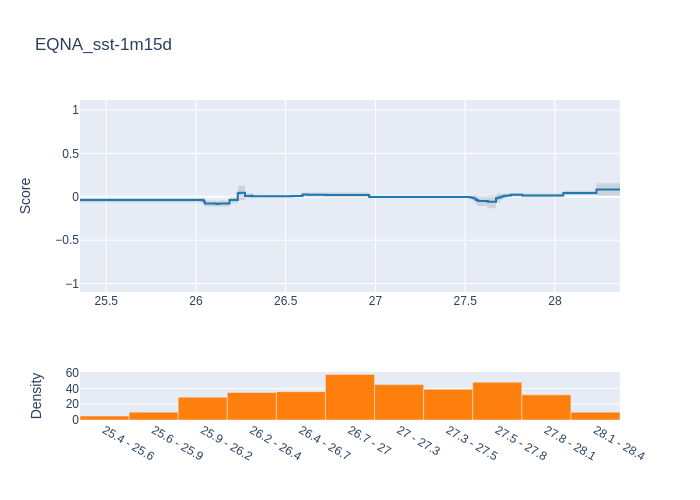 EQNA_sst-1m15d
Score
1
0.5
0
−0.5
−1
25.5
26
26.5
27
27.5
28
Density
60
40
20
0
25.4 - 25.6
25.6 - 25.9
25.9 - 26.2
26.2 - 26.4
26.4 - 26.7
26.7 - 27
27 - 27.3
27.3 - 27.5
27.5 - 27.8
27.8 - 28.1
28.1 - 28.4